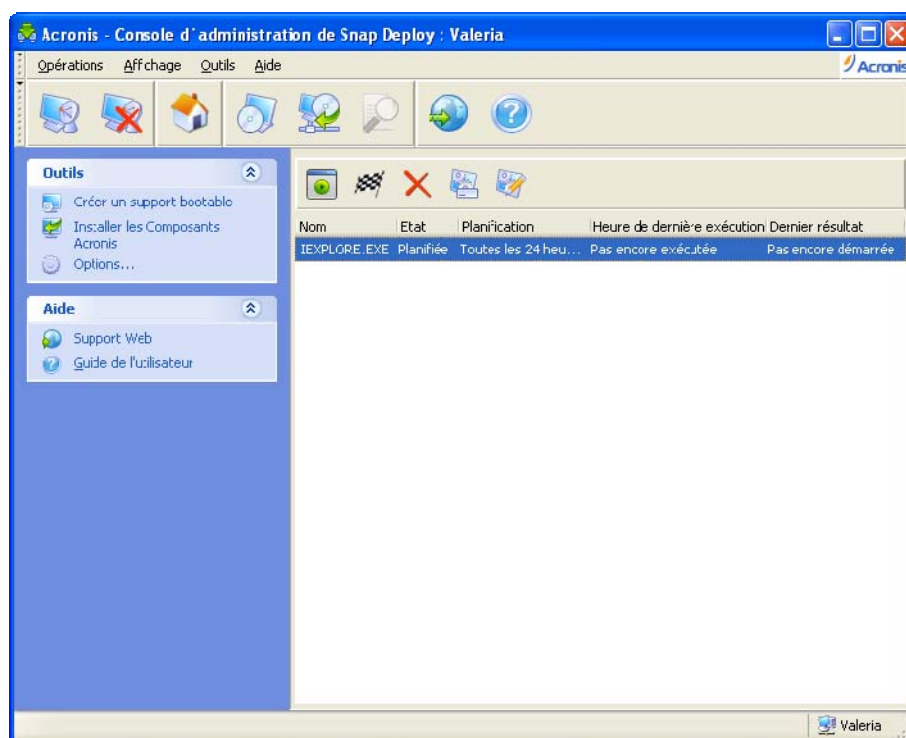 Acronis - Console d'administration de Snap Deploy : Valeria
Opérations Affichage Outils Aide
Acronis
Outils
Créer un support bootable
Installer les Composants
Acronis
Options...
Aide
Support Web
Guide de l'utilisateur
Nom Etat Planification Heure de dernière exécution Dernier résultat
IEXPLORE.EXE Planifiée Toutes les 24 heu... Pas encore exécutée Pas encore démarrée
Valeria